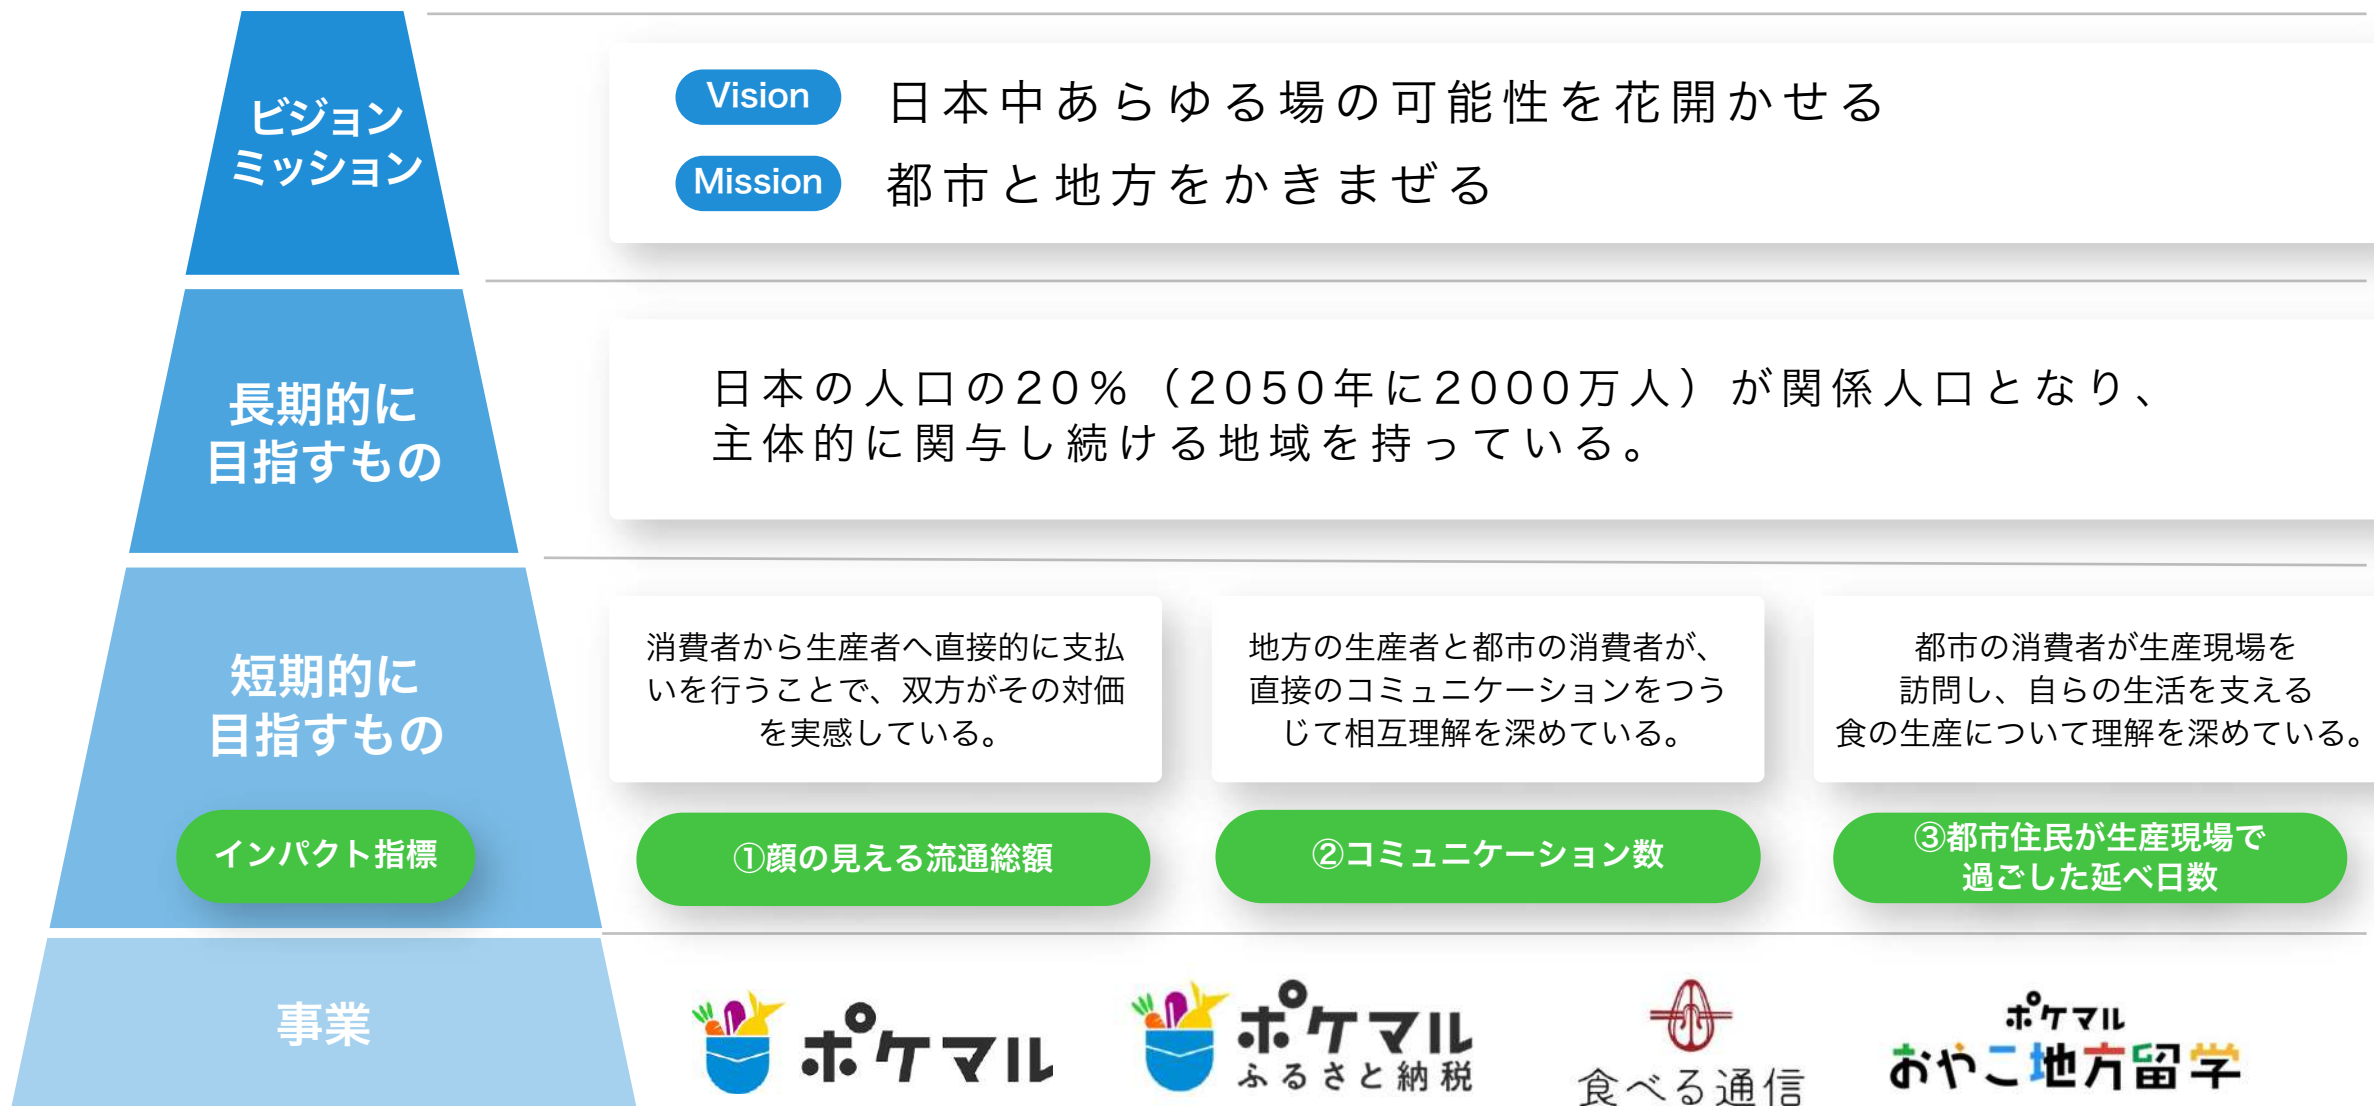 ビジョン
ミッション
Vision
日本中あらゆる場の可能性を花開かせる
Mission
都市と地方をかきまぜる
長期的に
目指すもの
日本の人口の20%（2050年に2000万人）が関係人口となり、
主体的に関与し続ける地域を持っている。
短期的に
目指すもの
インパクト指標
消費者から生産者へ直接的に支払
いを行うことで、双方がその対価
を実感している。
①顔の見える流通総額
地方の生産者と都市の消費者が、
直接のコミュニケーションをつう
じて相互理解を深めている。
②コミュニケーション数
都市の消費者が生産現場を
訪問し、自らの生活を支える
食の生産について理解を深めている。
③都市住民が生産現場で
過ごした延べ日数
事業
ポケマル
ポケマル
ふるさと納税
食べる通信
ポケマル
おやこ地方留学